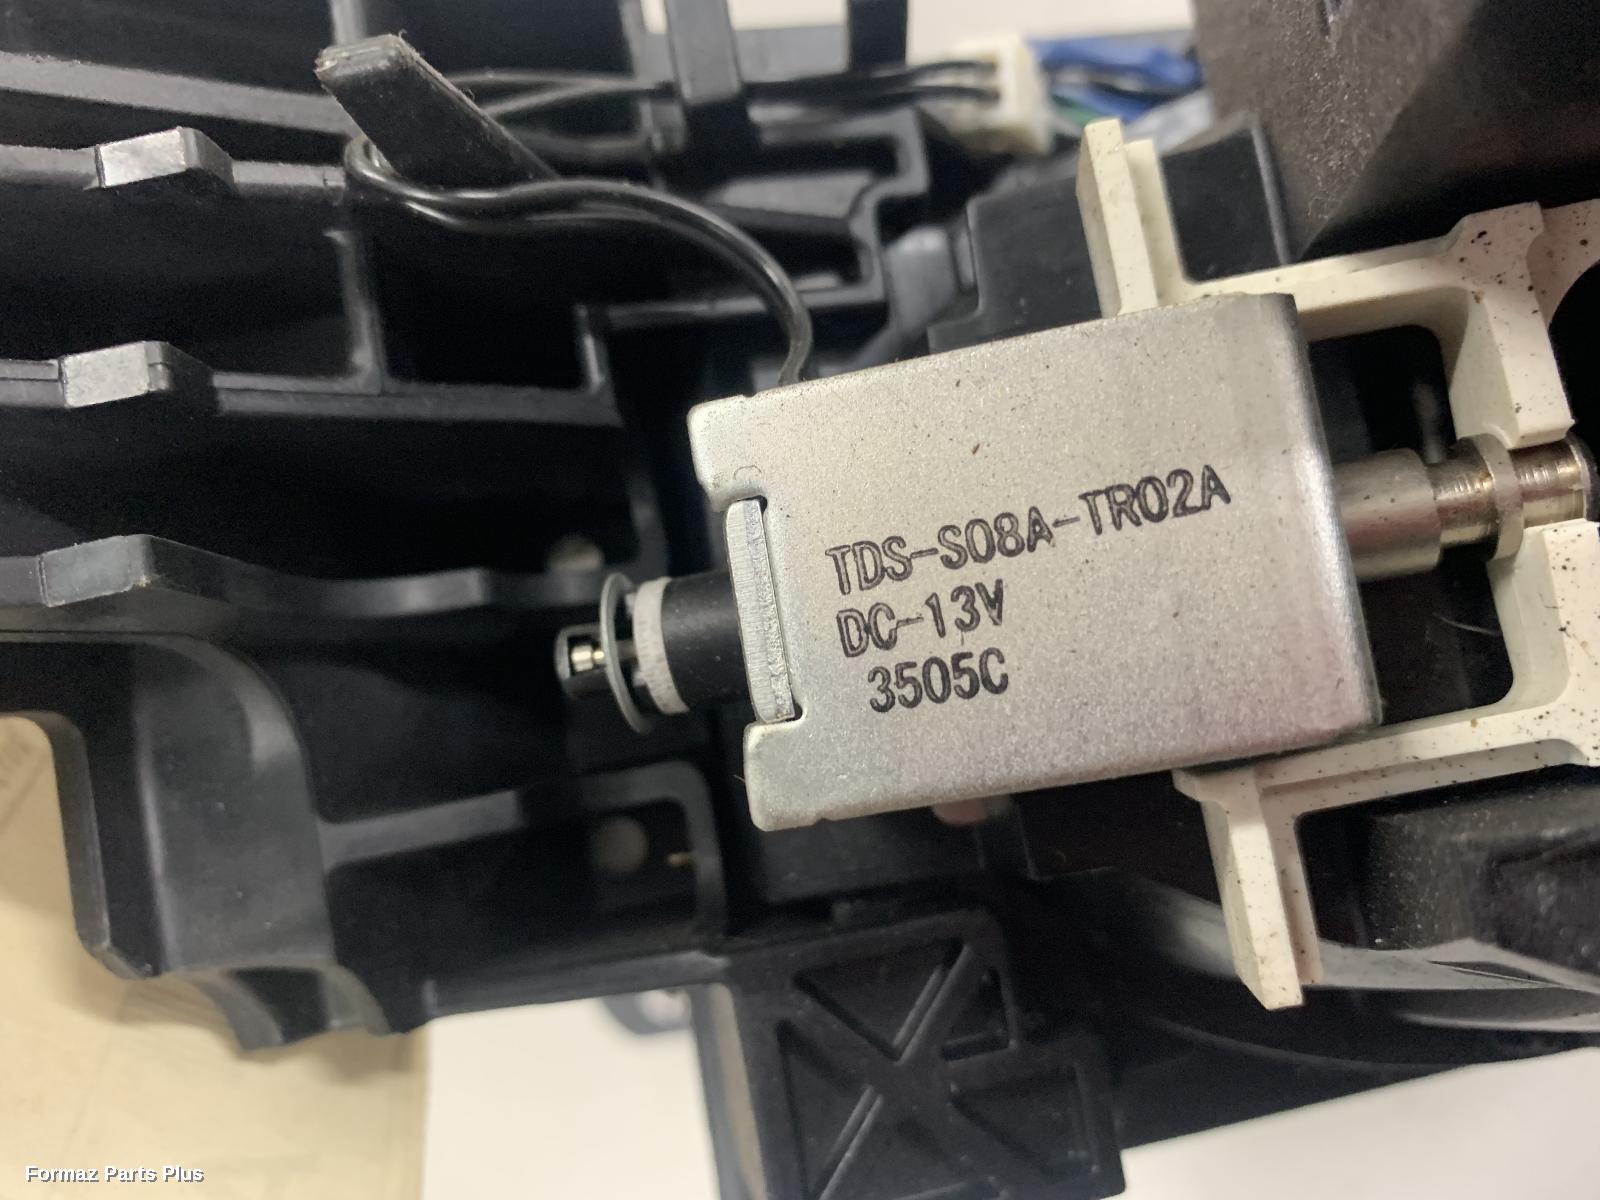 TDS-S08A-TR02A
DC-13V
3505C
Formaz Parts Plus